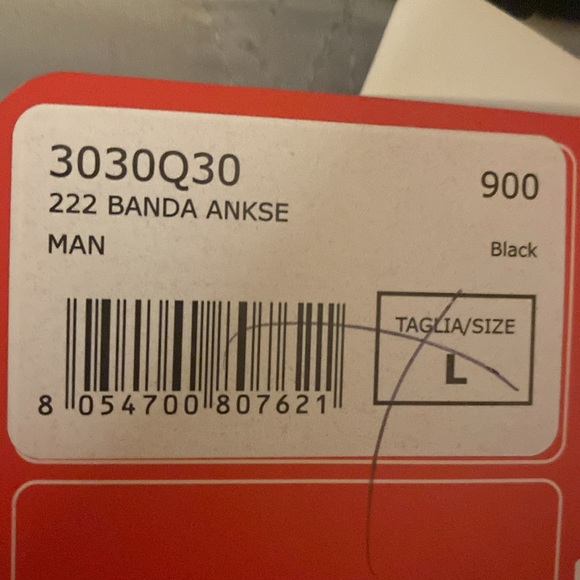 3030Q30
900
222 BANDA ANKSE
MAN
Black
TAGLIA/SIZE
L
8 054700 807621